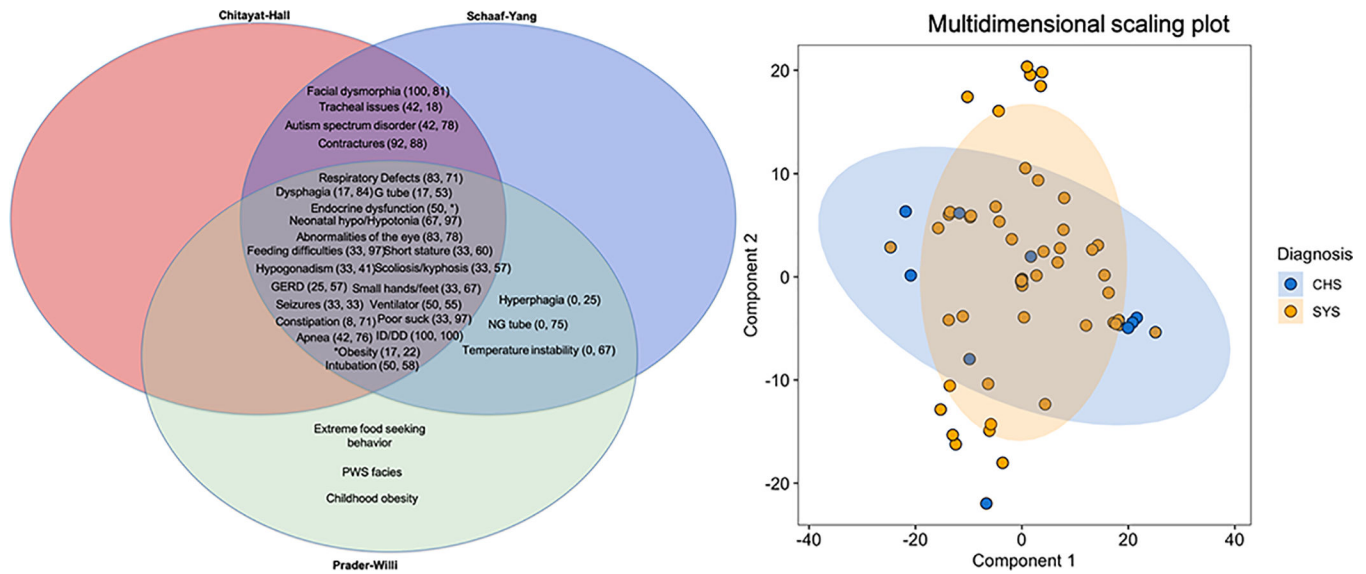 Chitayat-Hall
Schaaf-Yang
Facial dysmorphia (100, 81)
Tracheal issues (42, 18)
Autism spectrum disorder (42, 78)
Contractures (92, 88)
Respiratory Defects (83, 71)
Dysphagia (17, 84) G tube (17, 53)
Endocrine dysfunction (50, *)
Neonatal hypo/Hypotonia (67, 97)
Abnormalities of the eye (83, 78)
Feeding difficulties (33, 97) Short stature (33, 60)
Hypogonadism (33, 41) Scoliosis/kyphosis (33, 57)
GERD (25, 57) Small hands/feet (33, 67)
Seizures (33, 33) Ventilator (50, 55)
Constipation (8, 71) Poor suck (33, 97)
Apnea (42, 76) ID/DD (100, 100)
*Obesity (17, 22)
Intubation (50, 58)
Hyperphagia (0, 25)
NG tube (0, 75)
Temperature instability (0, 67)
Extreme food seeking
behavior
PWS facies
Childhood obesity
Prader-Willi
Multidimensional scaling plot
Component 2
20
10
0
-10
-20
-40
-20
0
20
40
Component 1
Diagnosis
CHS
SYS